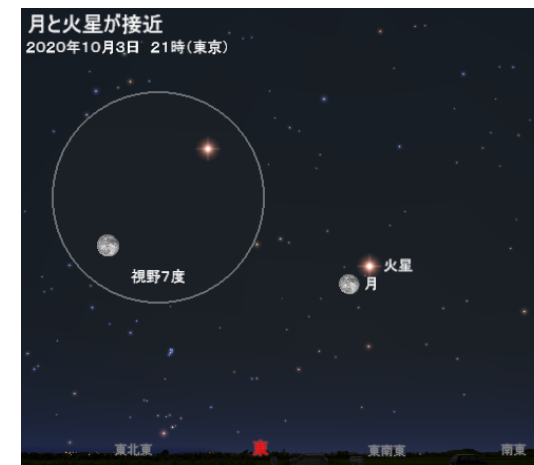 月と火星が接近
2020年10月3日 21時(東京)
視野7度
火星
月
東北東
東
東南東
南東